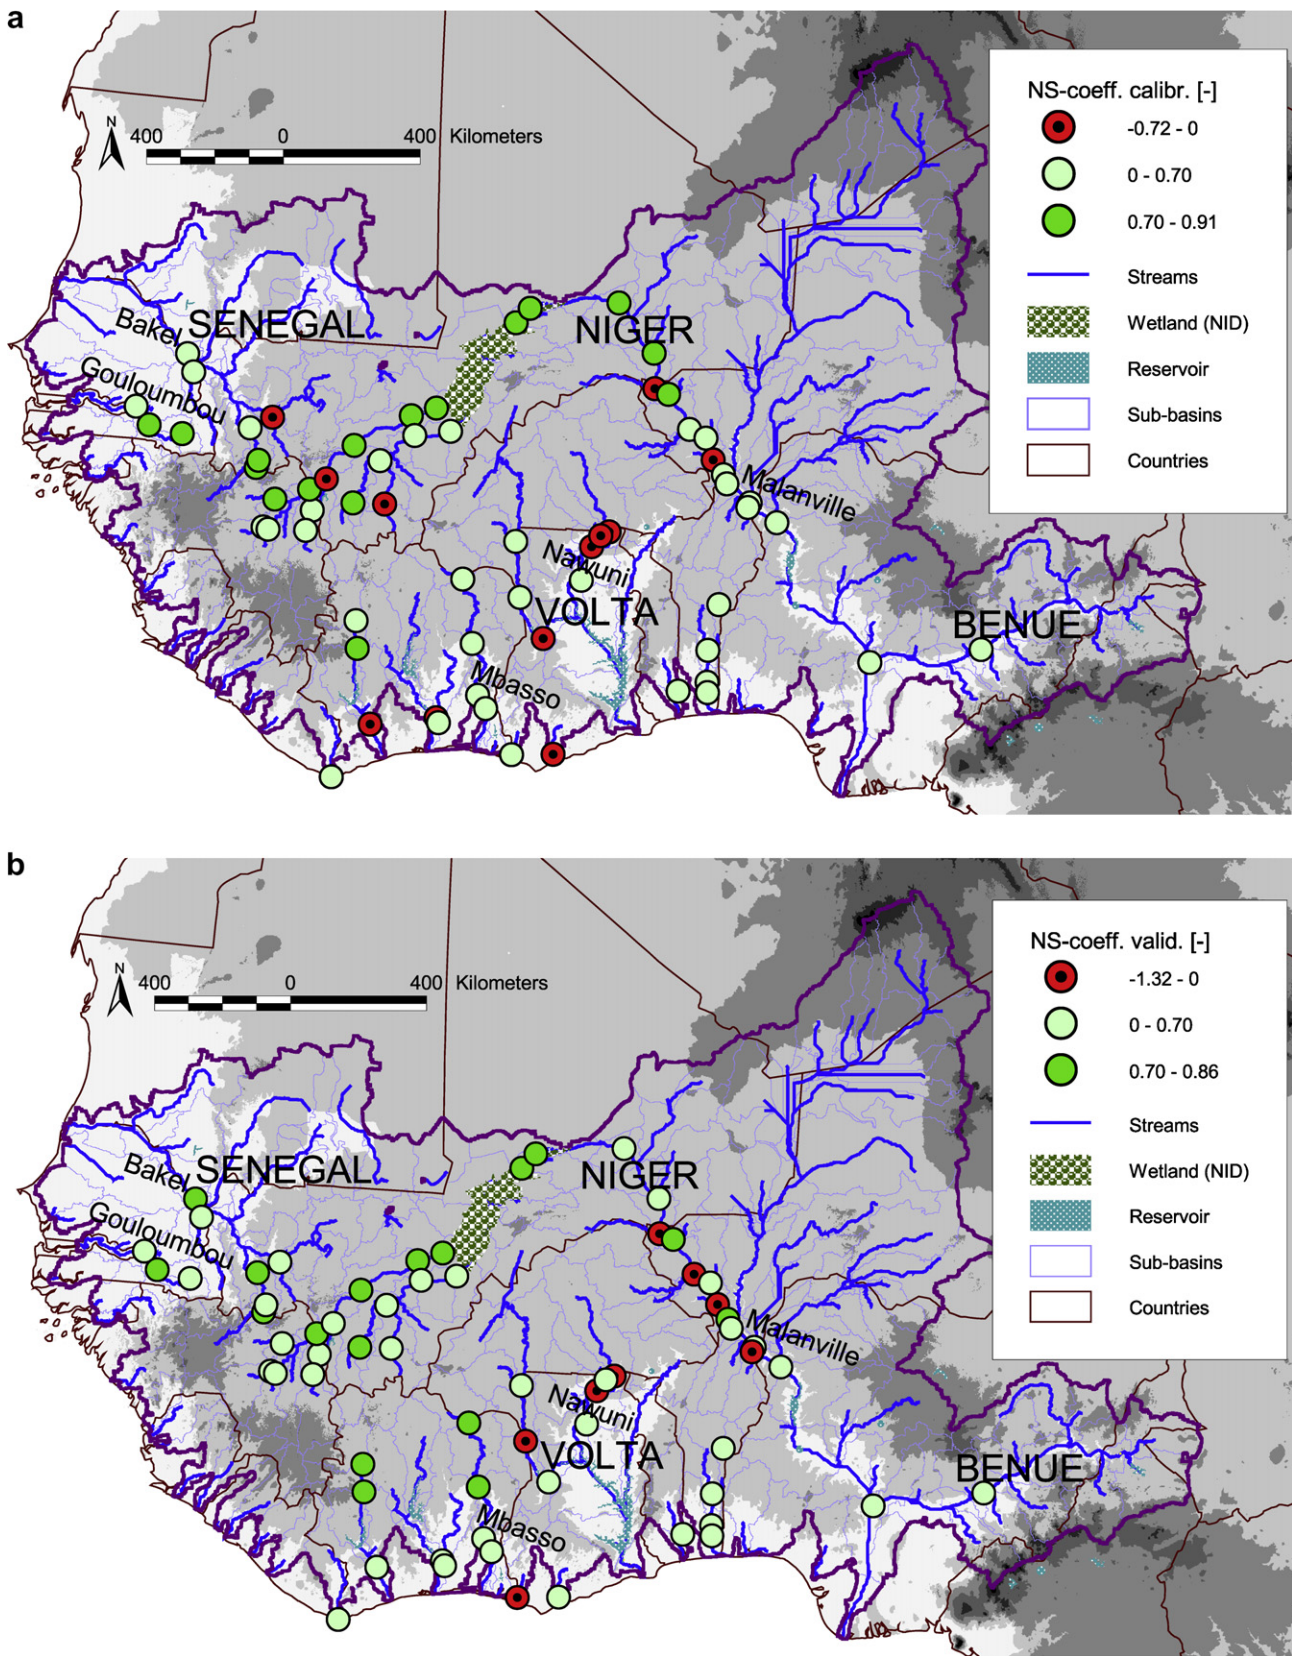 a
N
400 0 400 Kilometers
NS-coeff. calibr. [-]
-0.72 - 0
0 - 0.70
0.70 - 0.91
Streams
Wetland (NID)
Reservoir
Sub-basins
Countries
Bakel
SENEGAL
NIGER
Gouloumbou
Malanville
Nawuni
VOLTA
BENUE
Mbasso
b
N
400 0 400 Kilometers
NS-coeff. valid. [-]
-1.32 - 0
0 - 0.70
0.70 - 0.86
Streams
Wetland (NID)
Reservoir
Sub-basins
Countries
Bakel
SENEGAL
NIGER
Gouloumbou
Malanville
Nawuni
VOLTA
BENUE
Mbasso